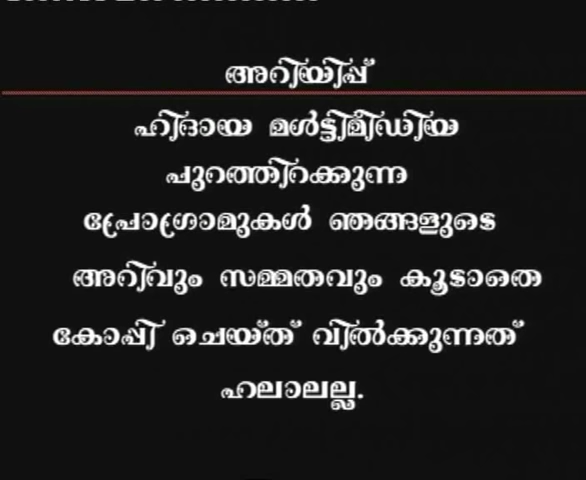 അറിയിപ്പ്
ഹിദായ മൾട്ടിമീഡിയ
പുറത്തിറക്കുന്ന
പ്രോഗ്രാമുകൾ ഞങ്ങളുടെ
അറിവും സമ്മതവും കൂടാതെ
കോപ്പി ചെയ്ത് വിൽക്കുന്നത്
ഹലാലല്ല.